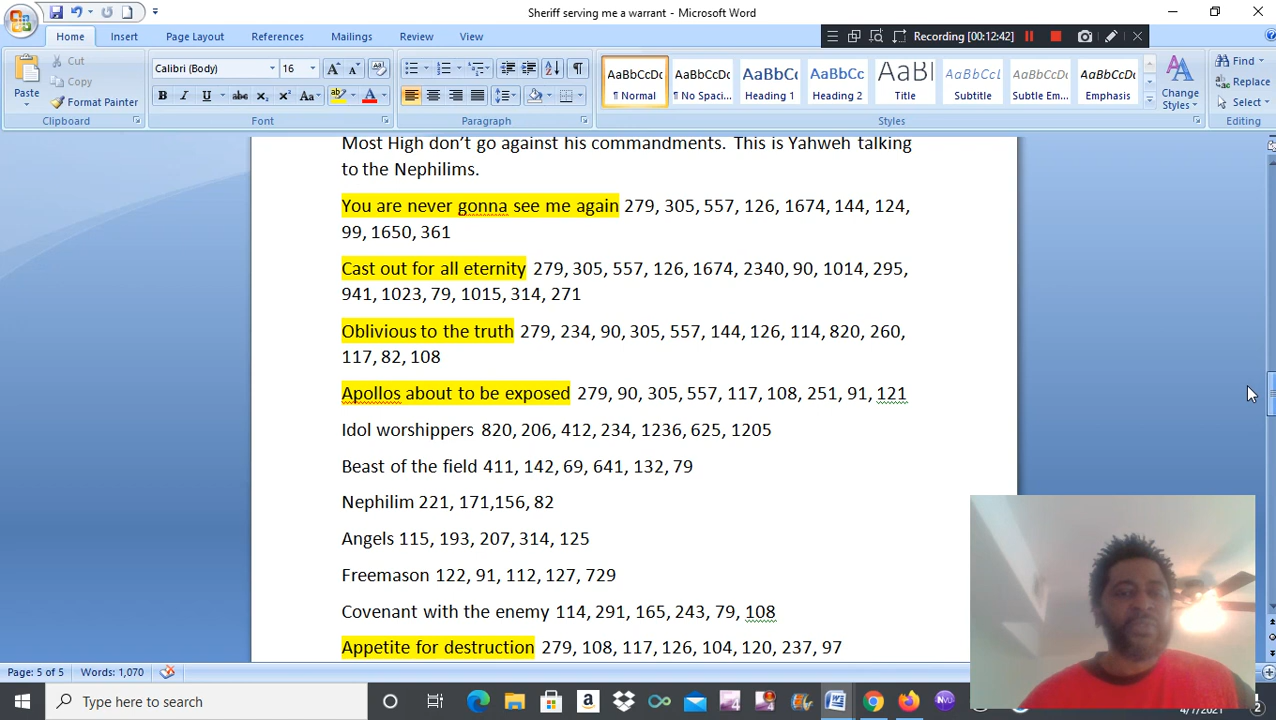 Sheriff serving me a warrant - Microsoft Word
Home Insert Page Layout References Mailings Review View
Recording [00:12:42]
Paste
Cut
Copy
Format Painter
Clipboard
Calibri (Body) 16
Font
Paragraph
AaBbCcDc AaBbCcDc AaBbCc AaBbCc AaBl AaBbCcL AaBbCcDc AaBbCcDc
¶ Normal ¶ No Spaci... Heading 1 Heading 2 Title Subtitle Subtle Em... Emphasis
Change Styles
Styles
Find
Replace
Select
Editing
Most High don't go against his commandments. This is Yahweh talking
to the Nephilims.
You are never gonna see me again 279, 305, 557, 126, 1674, 144, 124,
99, 1650, 361
Cast out for all eternity 279, 305, 557, 126, 1674, 2340, 90, 1014, 295,
941, 1023, 79, 1015, 314, 271
Oblivious to the truth 279, 234, 90, 305, 557, 144, 126, 114, 820, 260,
117, 82, 108
Apollos about to be exposed 279, 90, 305, 557, 117, 108, 251, 91, 121
Idol worshippers 820, 206, 412, 234, 1236, 625, 1205
Beast of the field 411, 142, 69, 641, 132, 79
Nephilim 221, 171,156, 82
Angels 115, 193, 207, 314, 125
Freemason 122, 91, 112, 127, 729
Covenant with the enemy 114, 291, 165, 243, 79, 108
Appetite for destruction 279, 108, 117, 126, 104, 120, 237, 97
Page: 5 of 5 Words: 1,070
Type here to search
4/7/2021